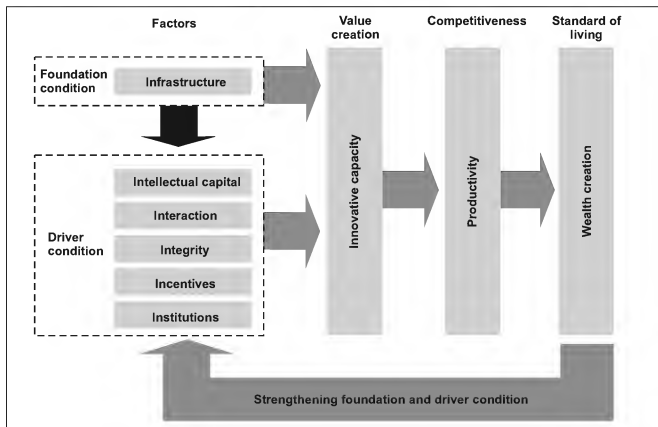 Factors
Value
creation
Competitiveness
Standard of
living
Foundation
condition
Infrastructure
Driver
condition
Intellectual capital
Interaction
Integrity
Incentives
Institutions
Innovative capacity
Productivity
Wealth creation
Strengthening foundation and driver condition